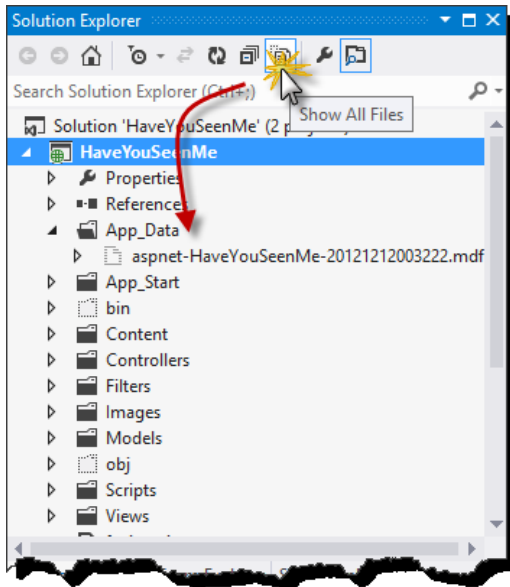 Solution Explorer
Search Solution Explorer (Ctrl+;)
Show All Files
Solution 'HaveYouSeenMe' (2
HaveYouSeenMe
Properties
References
App_Data
aspnet-HaveYouSeenMe-20121212003222.mdf
App_Start
bin
Content
Controllers
Filters
Images
Models
obj
Scripts
Views